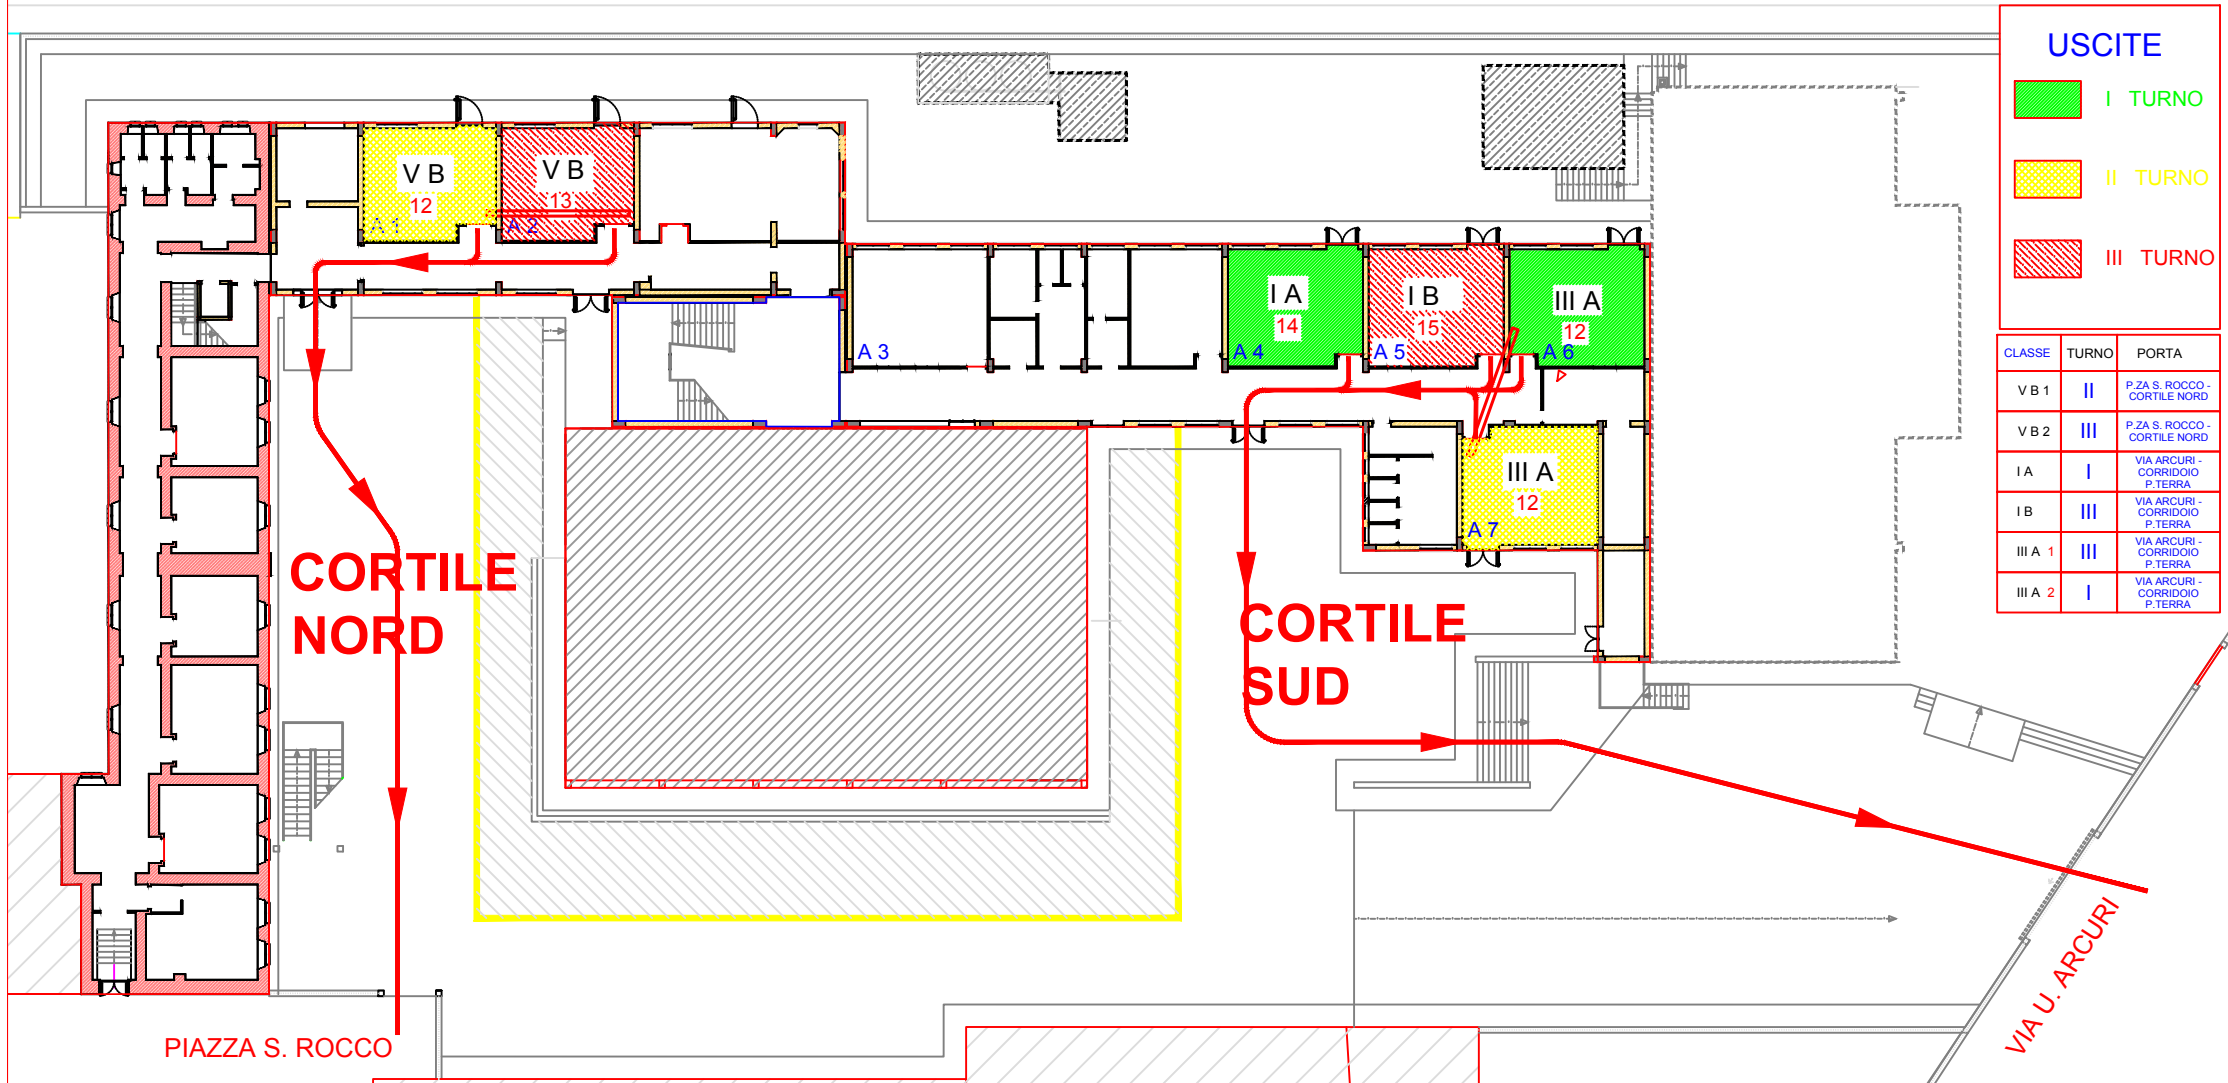 USCITE
I TURNO
II TURNO
III TURNO
CLASSE TURNO PORTA
V B 1 II P.ZA S. ROCCO -
CORTILE NORD
V B 2 III P.ZA S. ROCCO -
CORTILE NORD
I A I VIA ARCURI -
CORRIDOIO
P.TERRA
I B III VIA ARCURI -
CORRIDOIO
P.TERRA
III A 1 III VIA ARCURI -
CORRIDOIO
P.TERRA
III A 2 I VIA ARCURI -
CORRIDOIO
P.TERRA
V B
12
A 1
V B
13
A 2
A 3
I A
14
A 4
I B
15
A 5
III A
12
A 6
III A
12
A 7
CORTILE
NORD
CORTILE
SUD
PIAZZA S. ROCCO
VIA U. ARCURI